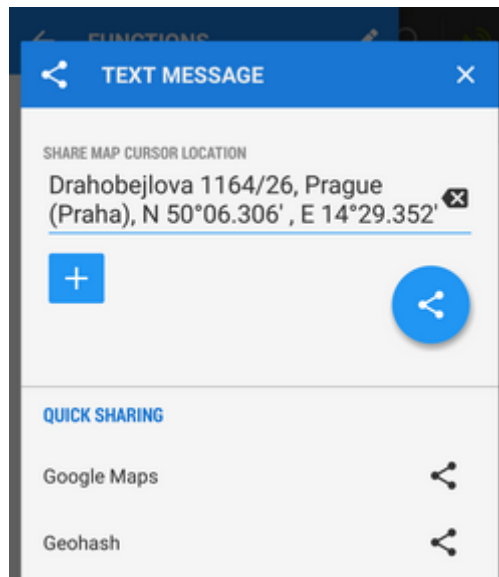 FUNCTIONS
TEXT MESSAGE
SHARE MAP CURSOR LOCATION
Drahobejlova 1164/26, Prague
(Praha), N 50°06.306' , E 14°29.352'
QUICK SHARING
Google Maps
Geohash